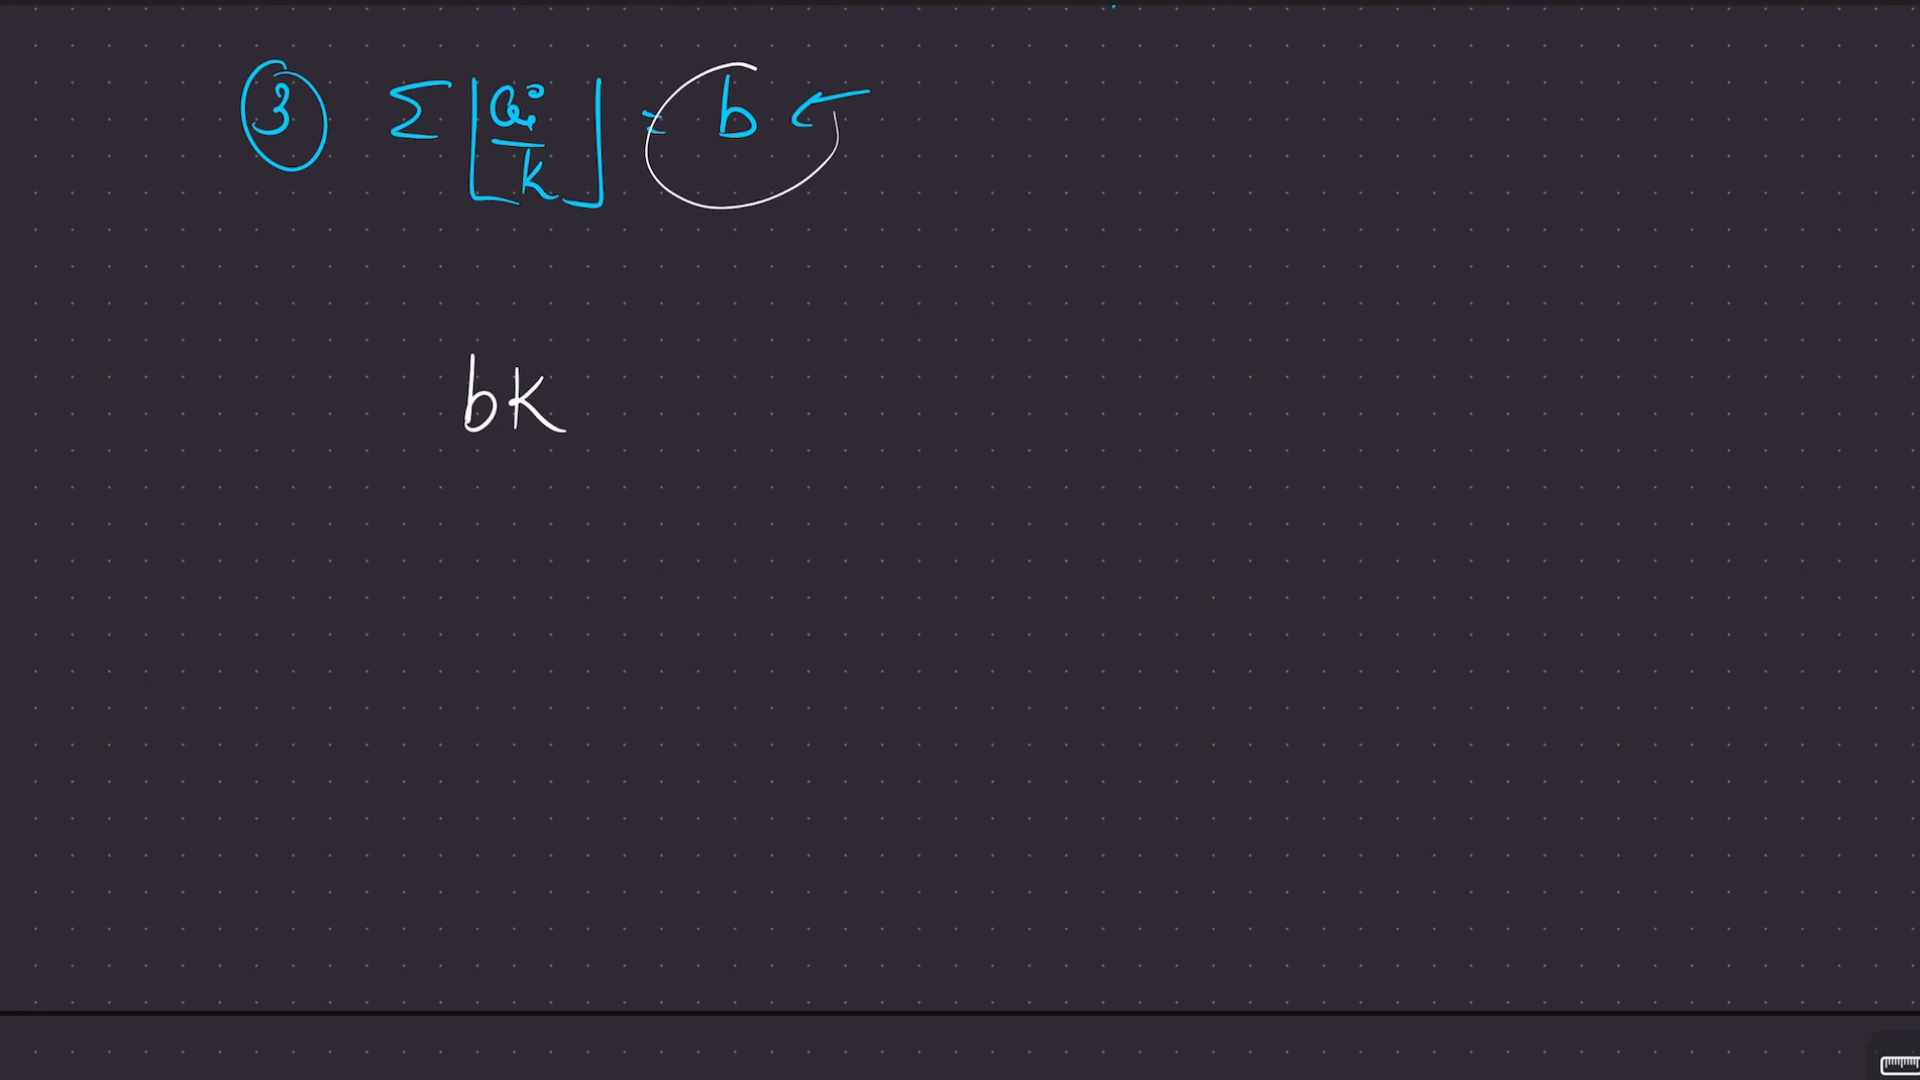 ③ Σ ⌊aᵢ/k⌋ = b ←
bk